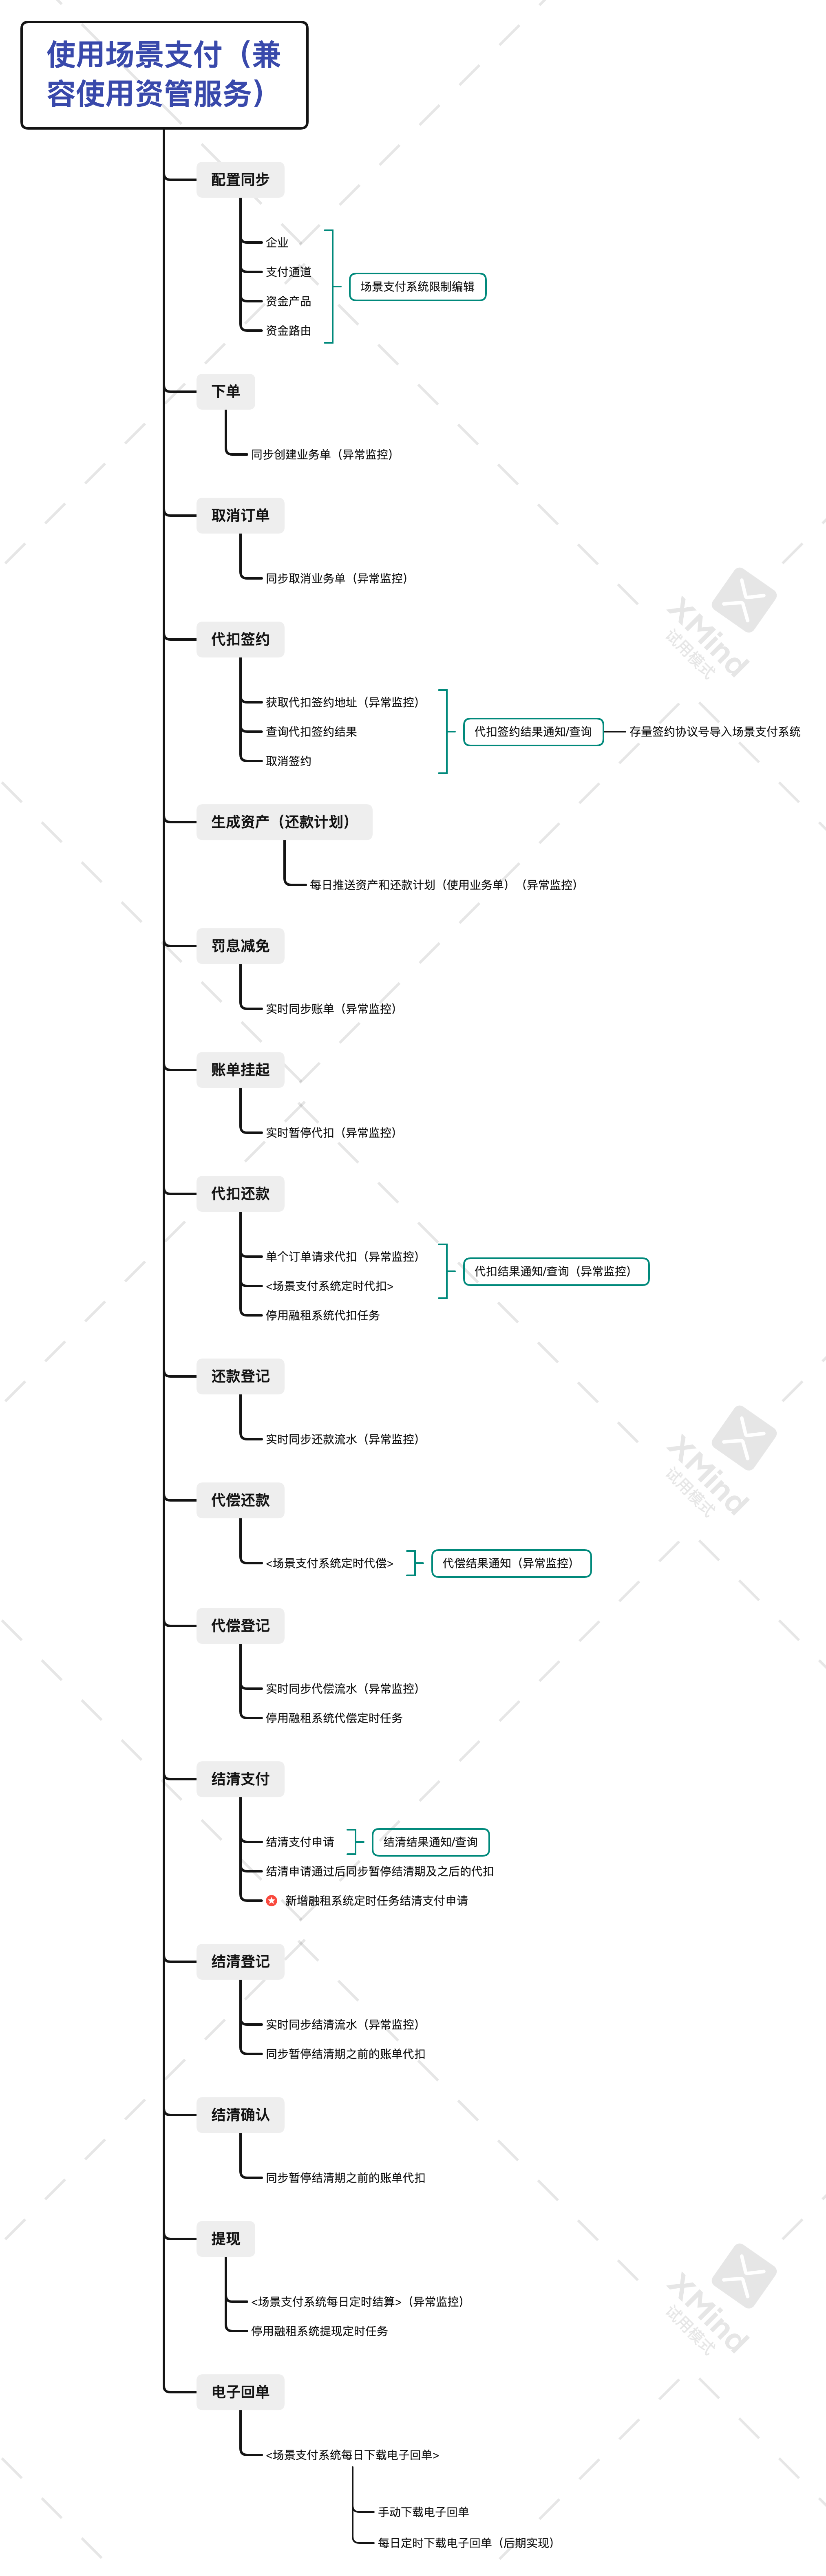 使用场景支付（兼
容使用资管服务）
配置同步
企业
支付通道
资金产品
资金路由
场景支付系统限制编辑
下单
同步创建业务单（异常监控）
取消订单
同步取消业务单（异常监控）
XMind
试用模式
代扣签约
获取代扣签约地址（异常监控）
查询代扣签约结果
取消签约
代扣签约结果通知/查询
存量签约协议号导入场景支付系统
生成资产（还款计划）
每日推送资产和还款计划（使用业务单）（异常监控）
罚息减免
实时同步账单（异常监控）
账单挂起
实时暂停代扣（异常监控）
代扣还款
单个订单请求代扣（异常监控）
<场景支付系统定时代扣>
代扣结果通知/查询（异常监控）
停用融租系统代扣任务
还款登记
实时同步还款流水（异常监控）
XMind
试用模式
代偿还款
<场景支付系统定时代偿>
代偿结果通知（异常监控）
代偿登记
实时同步代偿流水（异常监控）
停用融租系统代偿定时任务
结清支付
结清支付申请
结清结果通知/查询
结清申请通过后同步暂停结清期及之后的代扣
新增融租系统定时任务结清支付申请
结清登记
实时同步结清流水（异常监控）
同步暂停结清期之前的账单代扣
结清确认
同步暂停结清期之前的账单代扣
提现
<场景支付系统每日定时结算>（异常监控）
停用融租系统提现定时任务
XMind
试用模式
电子回单
<场景支付系统每日下载电子回单>
手动下载电子回单
每日定时下载电子回单（后期实现）